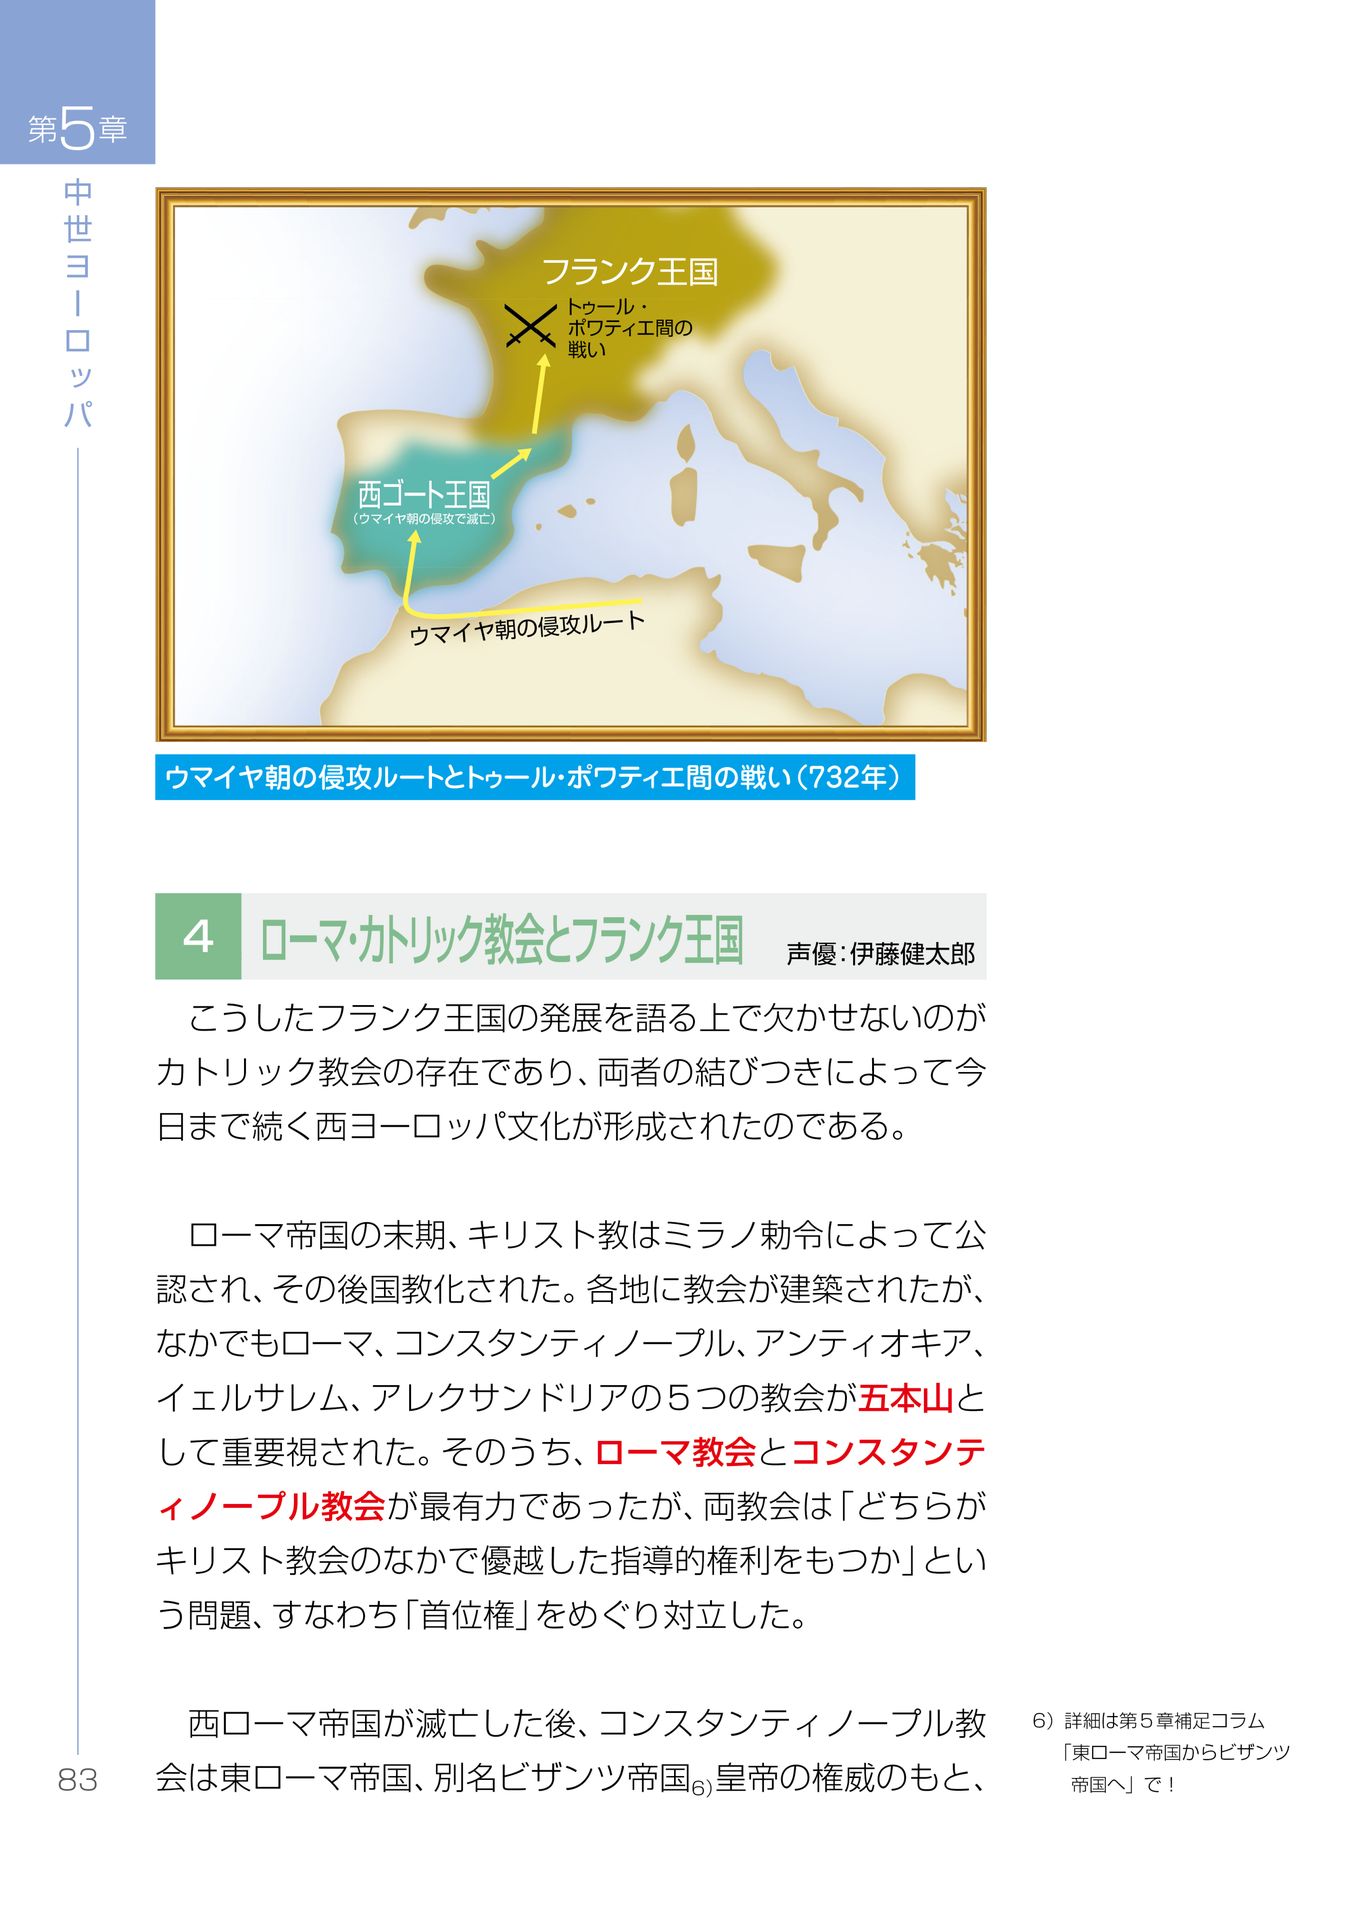 第5章
中世ヨーロッパ
フランク王国
トゥール・
ポワティエ間の
戦い
西ゴート王国
（ウマイヤ朝の侵攻で滅亡）
ウマイヤ朝の侵攻ルート
ウマイヤ朝の侵攻ルートとトゥール・ポワティエ間の戦い（732年）
4 ローマ・カトリック教会とフランク王国 声優：伊藤健太郎
こうしたフランク王国の発展を語る上で欠かせないのが
カトリック教会の存在であり、両者の結びつきによって今
日まで続く西ヨーロッパ文化が形成されたのである。
ローマ帝国の末期、キリスト教はミラノ勅令によって公
認され、その後国教化された。各地に教会が建築されたが、
なかでもローマ、コンスタンティノープル、アンティオキア、
イェルサレム、アレクサンドリアの５つの教会が五本山と
して重要視された。そのうち、ローマ教会とコンスタンテ
ィノープル教会が最有力であったが、両教会は「どちらが
キリスト教会のなかで優越した指導的権利をもつか」とい
う問題、すなわち「首位権」をめぐり対立した。
西ローマ帝国が滅亡した後、コンスタンティノープル教
会は東ローマ帝国、別名ビザンツ帝国6)皇帝の権威のもと、
6）詳細は第５章補足コラム
「東ローマ帝国からビザンツ
帝国へ」で！
83